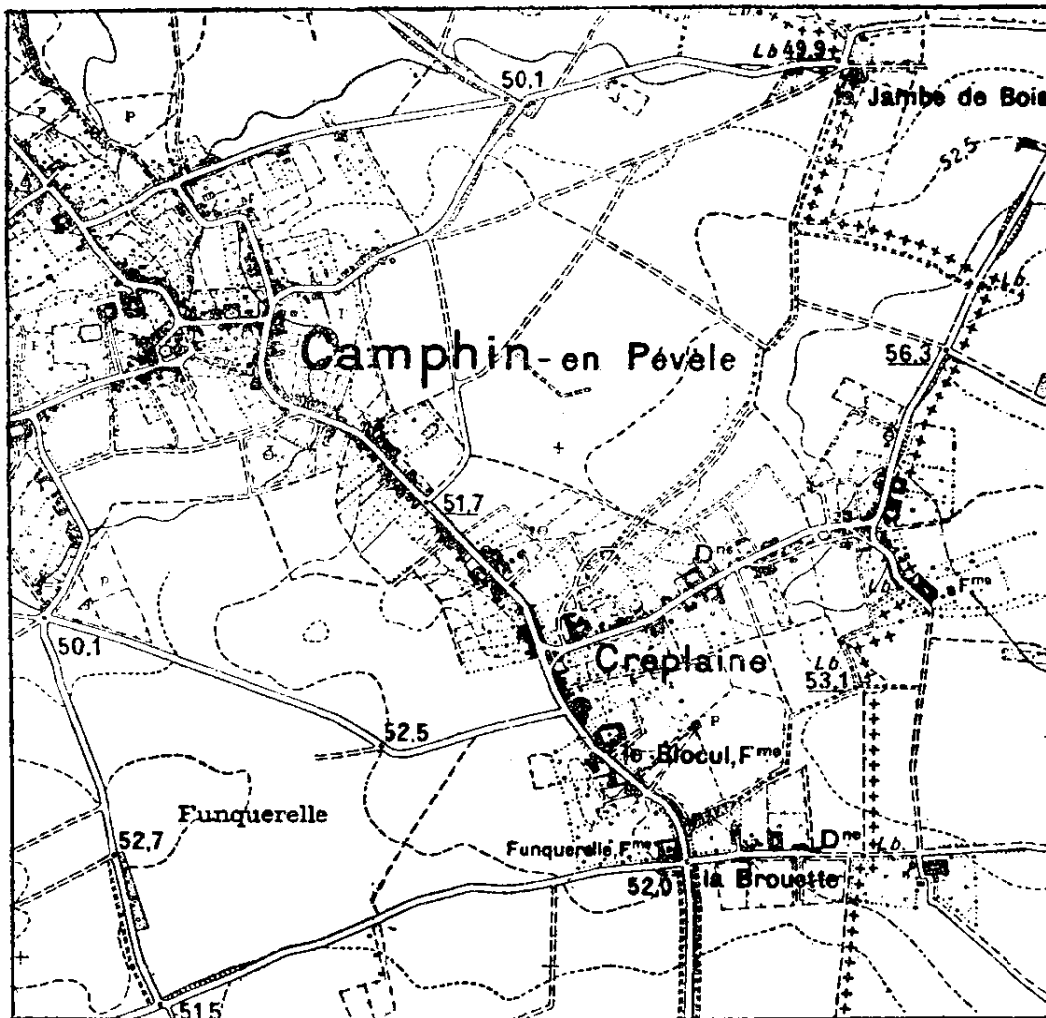 Lb 49.9
50.1
Jambe de Bois
52.5
P
P
Lb.
Camphin-en Pévèle
56.3
51.7
Dne
Lb.
Fme
50.1
Créplaine
Lb
53.1
52.5
P
le Blocul, Fme
Funquerelle
52.7
Funquerelle, Fme
Dne
Lb.
52.0
la Brouette
51.5